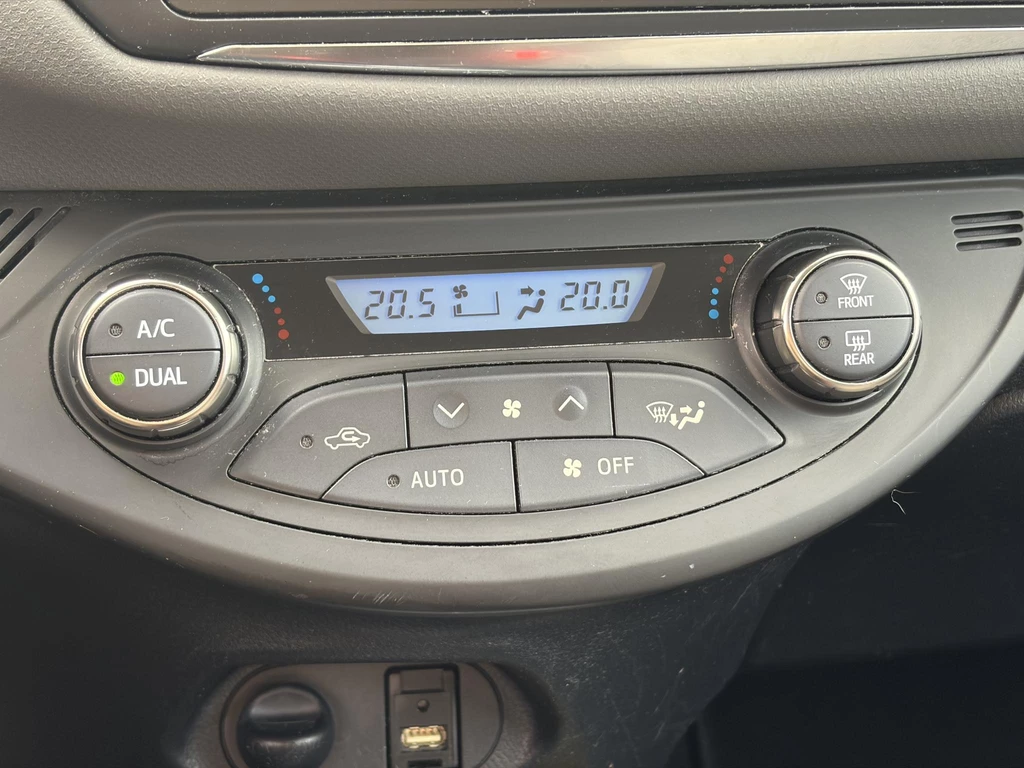 20.5 20.0
A/C
DUAL
FRONT
REAR
AUTO
OFF